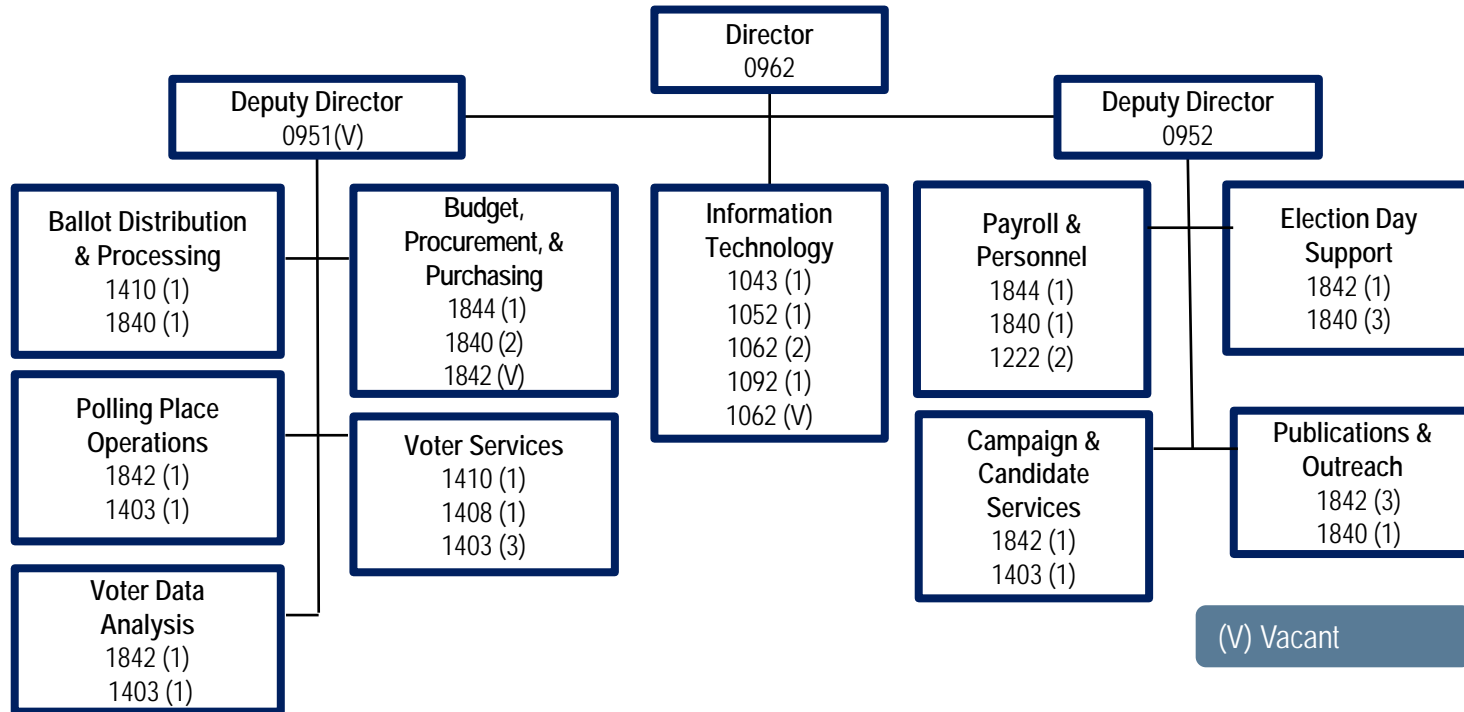 Director
0962
Deputy Director
0951(V)
Deputy Director
0952
Ballot Distribution
& Processing
1410 (1)
1840 (1)
Budget,
Procurement, &
Purchasing
1844 (1)
1840 (2)
1842 (V)
Information
Technology
1043 (1)
1052 (1)
1062 (2)
1092 (1)
1062 (V)
Payroll &
Personnel
1844 (1)
1840 (1)
1222 (2)
Election Day
Support
1842 (1)
1840 (3)
Polling Place
Operations
1842 (1)
1403 (1)
Voter Services
1410 (1)
1408 (1)
1403 (3)
Campaign &
Candidate
Services
1842 (1)
1403 (1)
Publications &
Outreach
1842 (3)
1840 (1)
Voter Data
Analysis
1842 (1)
1403 (1)
(V) Vacant